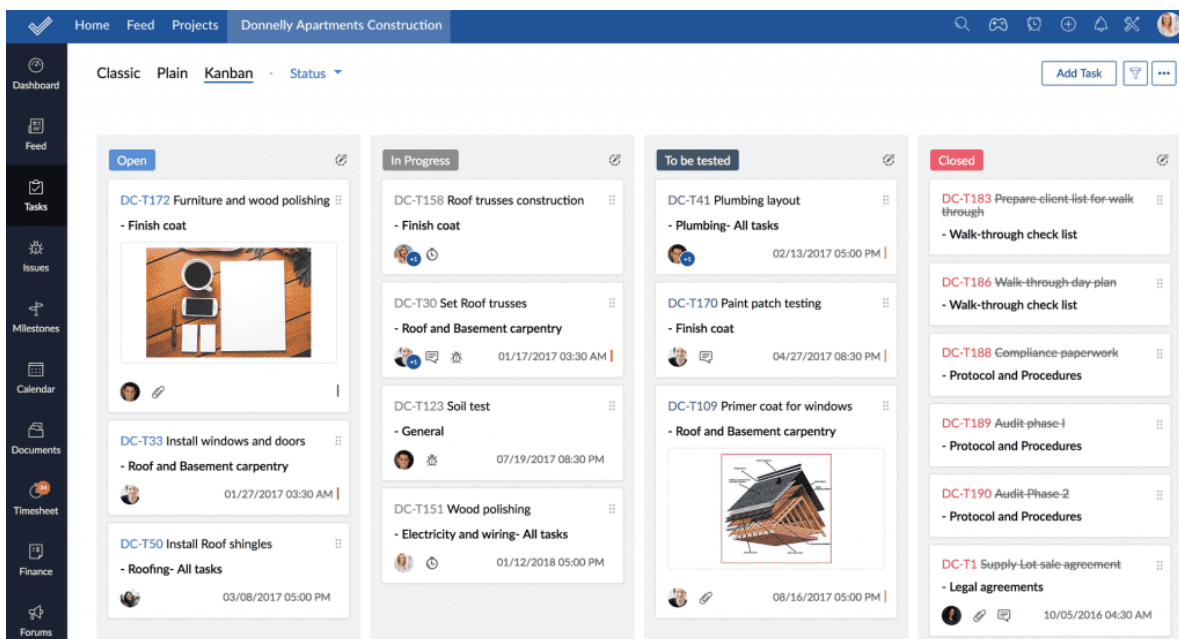 Home Feed Projects Donnelly Apartments Construction
Dashboard
Feed
Tasks
Issues
Milestones
Calendar
Documents
Timesheet
Finance
Forums
Classic Plain Kanban · Status
Add Task
Open
DC-T172 Furniture and wood polishing
- Finish coat
DC-T33 Install windows and doors
- Roof and Basement carpentry
01/27/2017 03:30 AM
DC-T50 Install Roof shingles
- Roofing- All tasks
03/08/2017 05:00 PM
In Progress
DC-T158 Roof trusses construction
- Finish coat
+1
DC-T30 Set Roof trusses
- Roof and Basement carpentry
+1 01/17/2017 03:30 AM
DC-T123 Soil test
- General
07/19/2017 08:30 PM
DC-T151 Wood polishing
- Electricity and wiring- All tasks
01/12/2018 05:00 PM
To be tested
DC-T41 Plumbing layout
- Plumbing- All tasks
+1 02/13/2017 05:00 PM
DC-T170 Paint patch testing
- Finish coat
04/27/2017 08:30 PM
DC-T109 Primer coat for windows
- Roof and Basement carpentry
08/16/2017 05:00 PM
Closed
DC-T183 Prepare client list for walk
through
- Walk-through check list
DC-T186 Walk-through day plan
- Walk-through check list
DC-T188 Compliance paperwork
- Protocol and Procedures
DC-T189 Audit phase I
- Protocol and Procedures
DC-T190 Audit Phase 2
- Protocol and Procedures
DC-T1 Supply Lot sale agreement
- Legal agreements
10/05/2016 04:30 AM